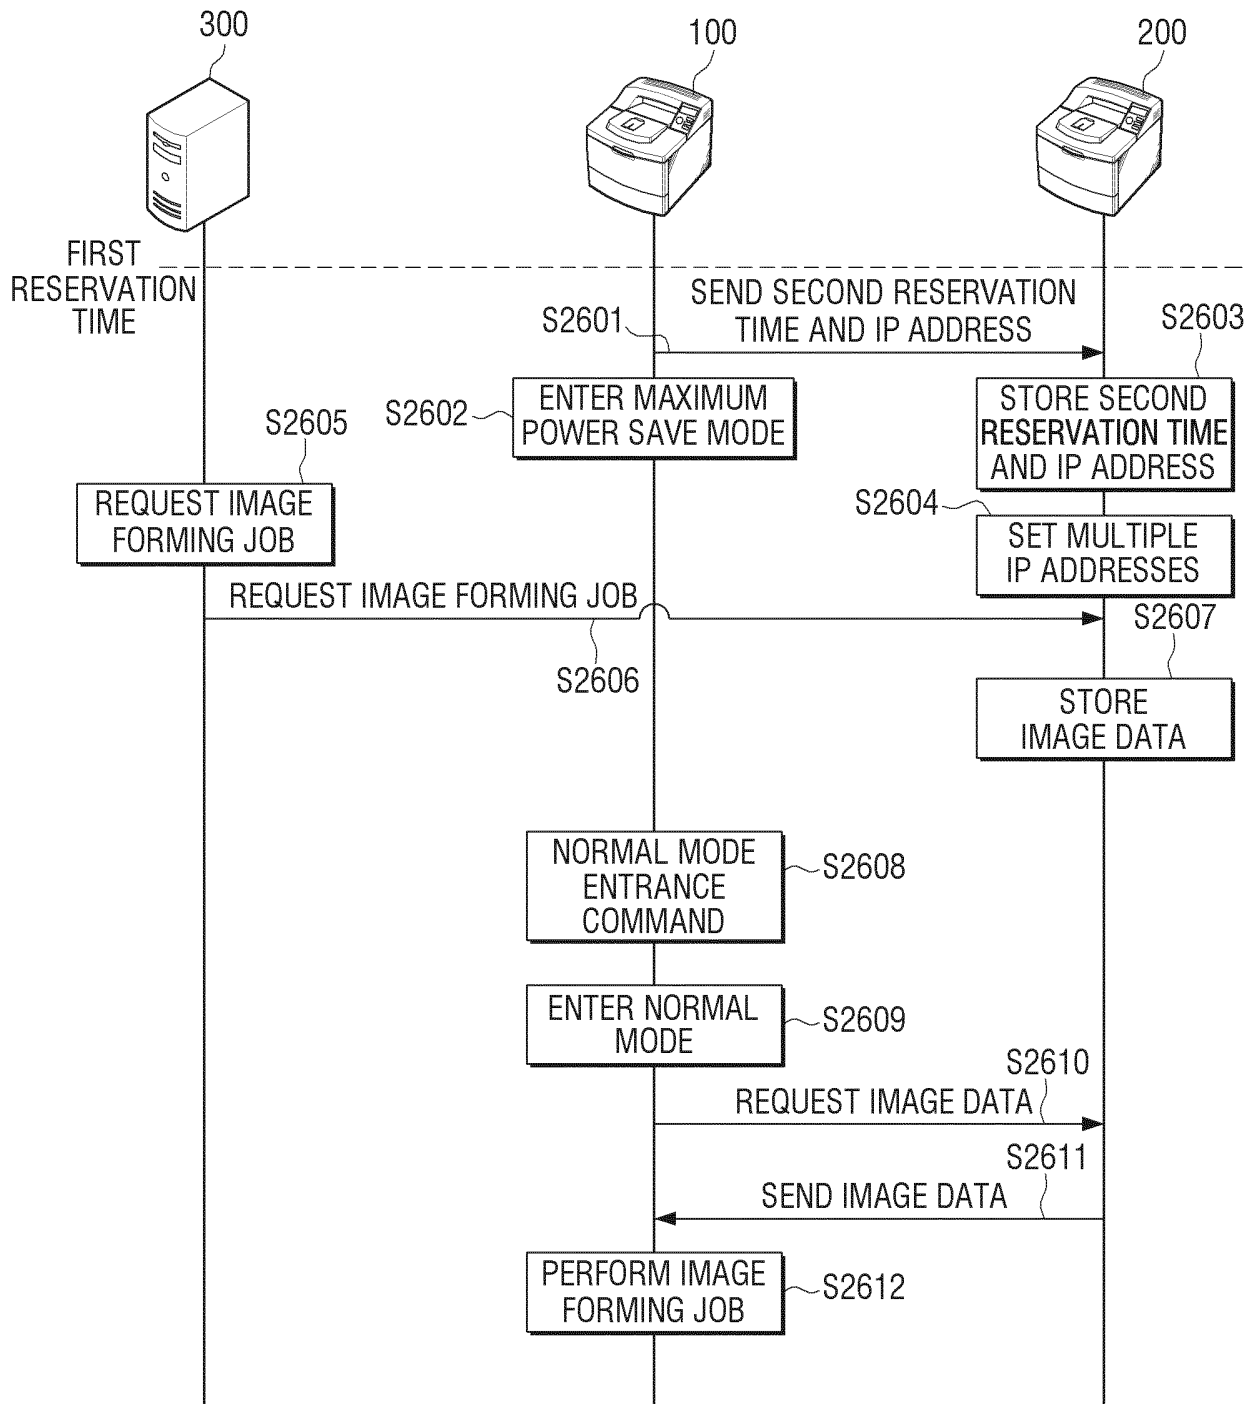 300
100
200
FIRST
RESERVATION
TIME
SEND SECOND RESERVATION
TIME AND IP ADDRESS
S2601
S2603
ENTER MAXIMUM
POWER SAVE MODE
S2602
STORE SECOND
RESERVATION TIME
AND IP ADDRESS
S2605
REQUEST IMAGE
FORMING JOB
S2604
SET MULTIPLE
IP ADDRESSES
REQUEST IMAGE FORMING JOB
S2606
S2607
STORE
IMAGE DATA
NORMAL MODE
ENTRANCE
COMMAND
S2608
ENTER NORMAL
MODE
S2609
S2610
REQUEST IMAGE DATA
S2611
SEND IMAGE DATA
PERFORM IMAGE
FORMING JOB
S2612